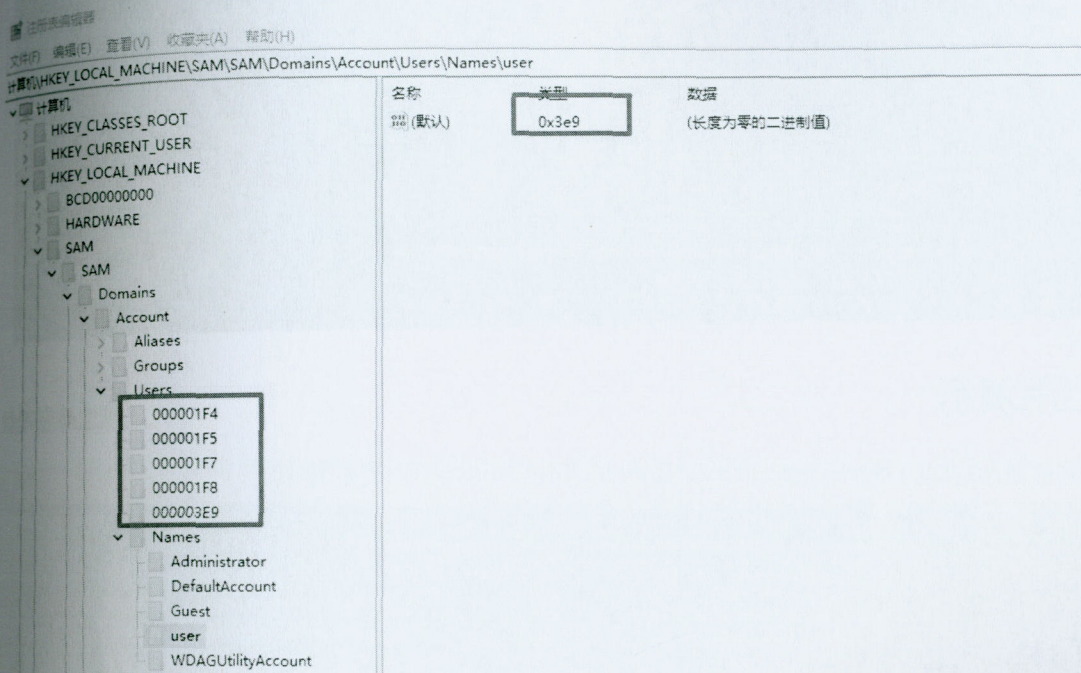 注册表编辑器
文件(F) 编辑(E) 查看(V) 收藏夹(A) 帮助(H)
计算机\HKEY_LOCAL_MACHINE\SAM\SAM\Domains\Account\Users\Names\user
计算机
HKEY_CLASSES_ROOT
HKEY_CURRENT_USER
HKEY_LOCAL_MACHINE
BCD00000000
HARDWARE
SAM
SAM
Domains
Account
Aliases
Groups
Users
000001F4
000001F5
000001F7
000001F8
000003E9
Names
Administrator
DefaultAccount
Guest
user
WDAGUtilityAccount
名称 类型 数据
(默认) 0x3e9 (长度为零的二进制值)